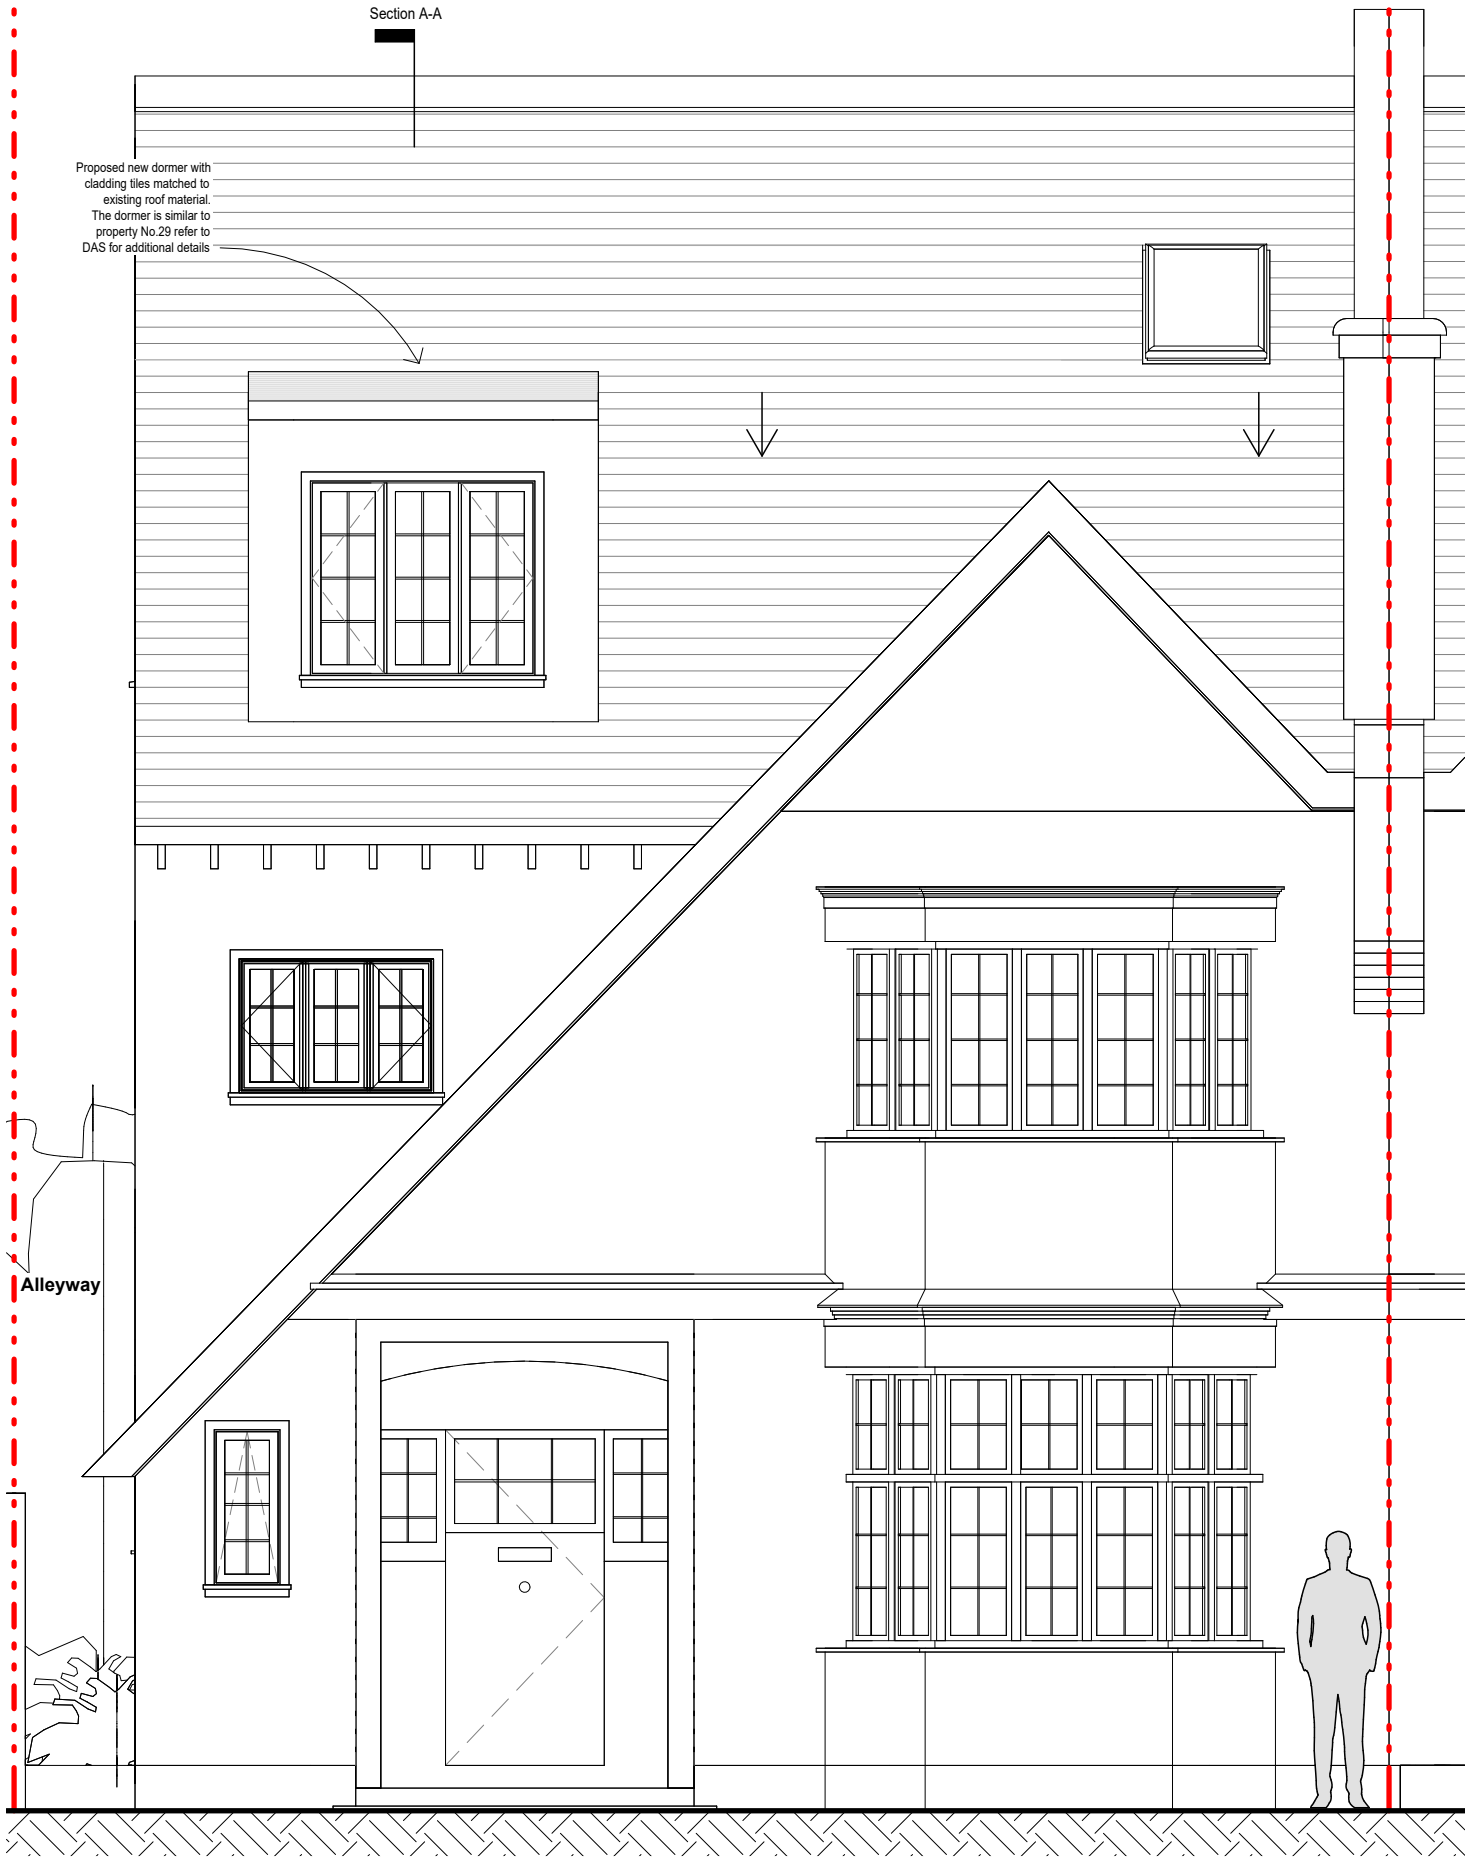 Section A-A
Proposed new dormer with
cladding tiles matched to
existing roof material.
The dormer is similar to
property No.29 refer to
DAS for additional details
Alleyway